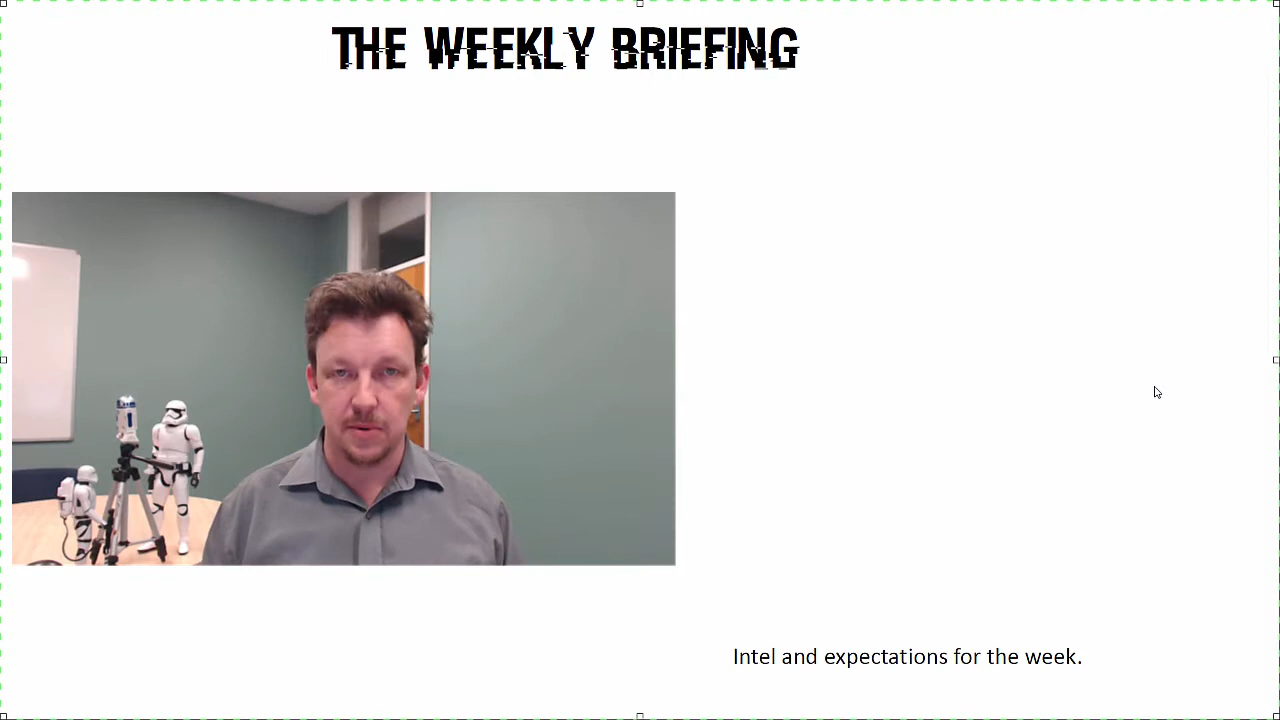 THE WEEKLY BRIEFING
Intel and expectations for the week.